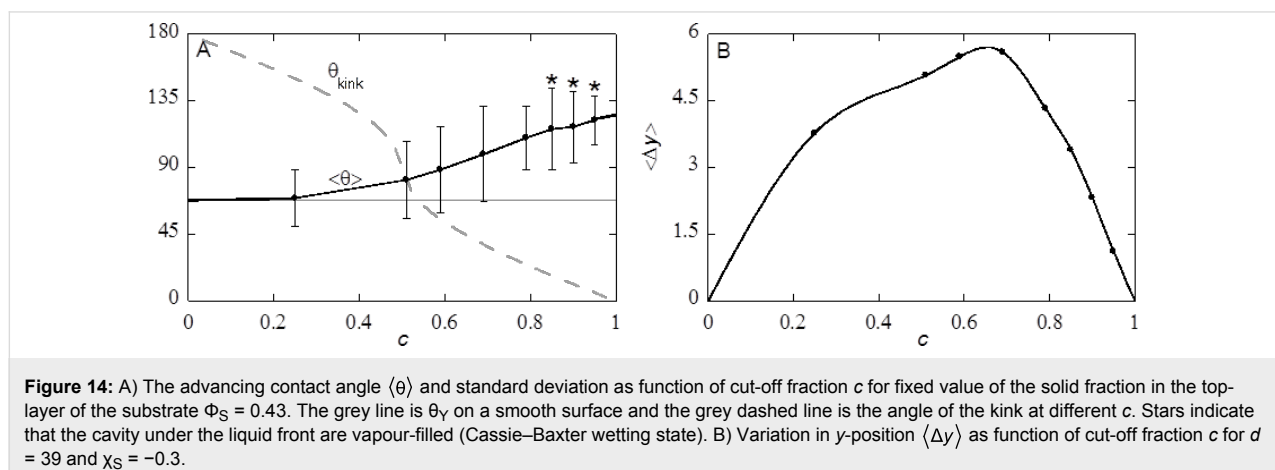 A
180
135
90
45
0
θkink
<θ>
* * *
0 0.2 0.4 0.6 0.8 1
c
B
6
4.5
3
1.5
0
<Δy>
0 0.2 0.4 0.6 0.8 1
c
Figure 14: A) The advancing contact angle ⟨θ⟩ and standard deviation as function of cut-off fraction c for fixed value of the solid fraction in the top-
layer of the substrate ΦS = 0.43. The grey line is θY on a smooth surface and the grey dashed line is the angle of the kink at different c. Stars indicate
that the cavity under the liquid front are vapour-filled (Cassie–Baxter wetting state). B) Variation in y-position ⟨Δy⟩ as function of cut-off fraction c for d
= 39 and χS = −0.3.